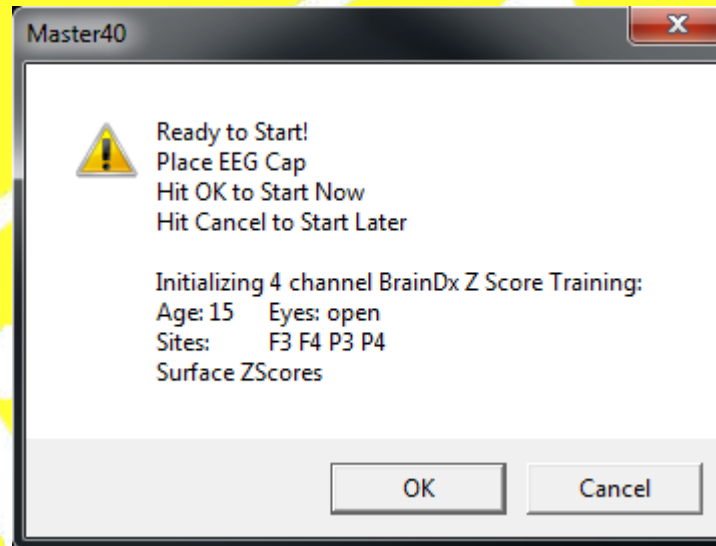 Master40
Ready to Start!
Place EEG Cap
Hit OK to Start Now
Hit Cancel to Start Later
Initializing 4 channel BrainDx Z Score Training:
Age: 15 Eyes: open
Sites: F3 F4 P3 P4
Surface ZScores
OK Cancel